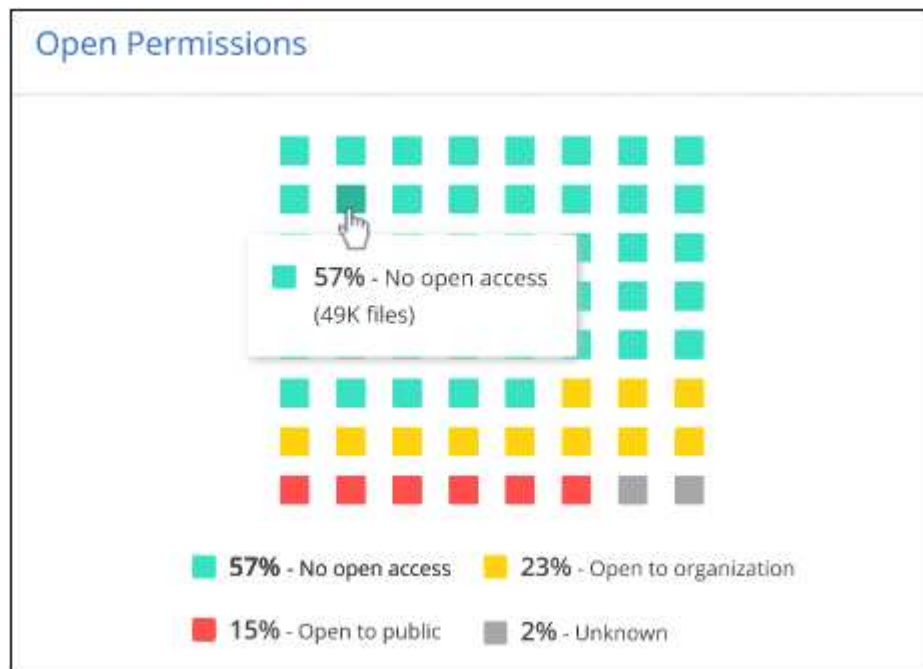 Open Permissions
57% - No open access
(49K files)
57% - No open access
23% - Open to organization
15% - Open to public
2% - Unknown